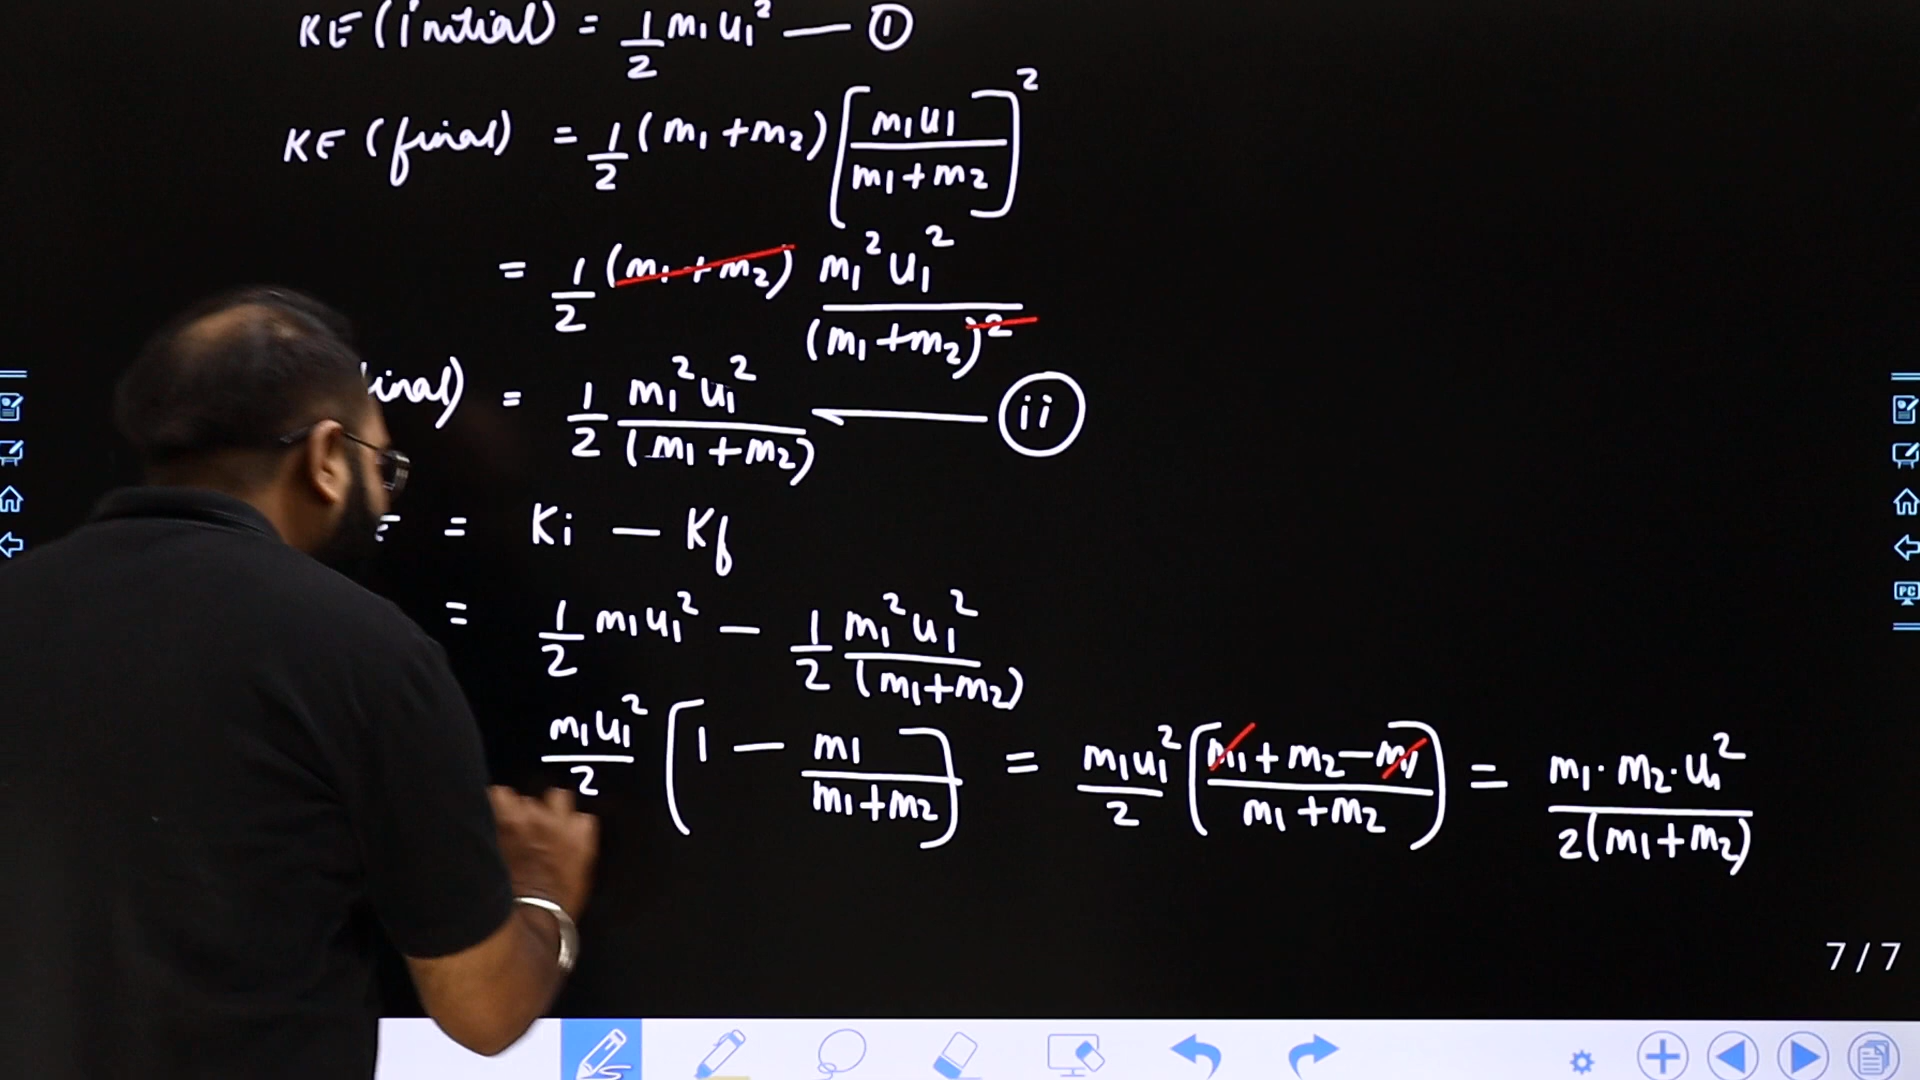 KE (initial) = 1/2 m₁u₁² — ①
KE (final) = 1/2 (m₁+m₂) [m₁u₁/(m₁+m₂)]²
= 1/2 (m₁+m₂) m₁²u₁²/(m₁+m₂)²
inal) = 1/2 m₁²u₁²/(m₁+m₂) ← ⓘⓘ
= Ki – Kf
= 1/2 m₁u₁² – 1/2 m₁²u₁²/(m₁+m₂)
m₁u₁²/2 [1 – m₁/(m₁+m₂)] = m₁u₁²/2 [(m₁+m₂–m₁)/(m₁+m₂)] = m₁·m₂·u₁²/2(m₁+m₂)
7/7
PC